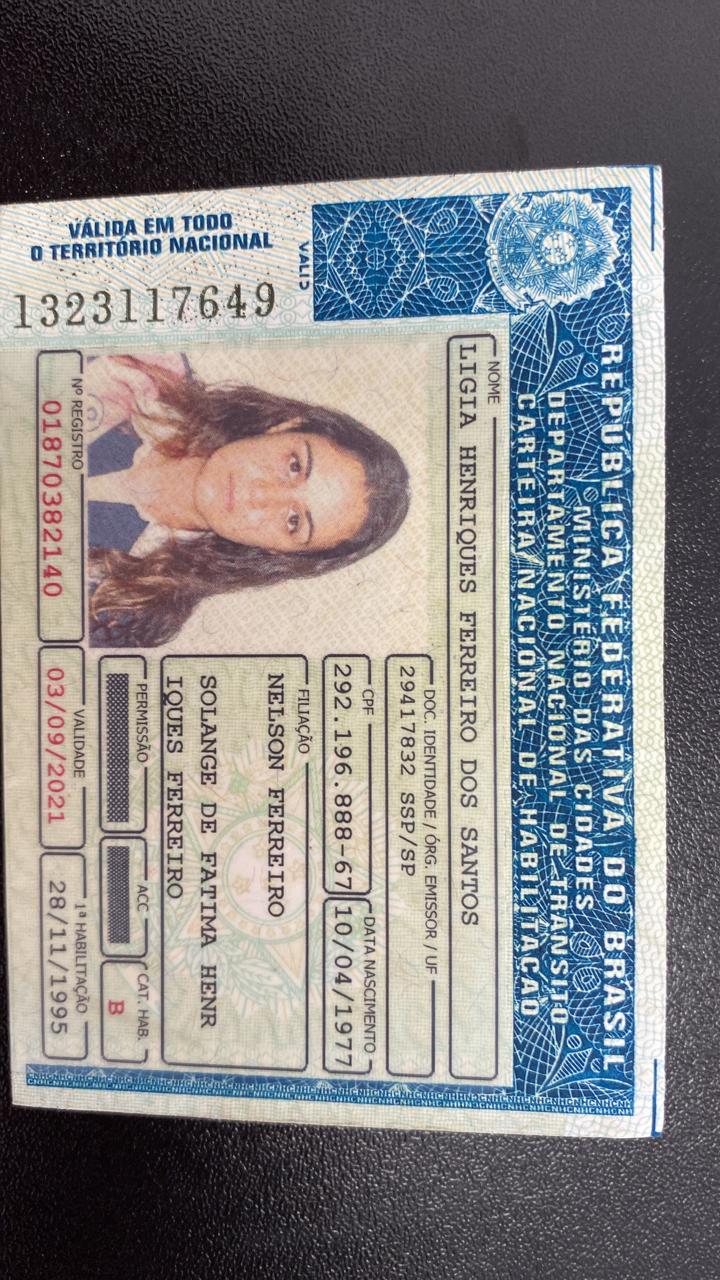 REPÚBLICA FEDERATIVA DO BRASIL
MINISTÉRIO DAS CIDADES
DEPARTAMENTO NACIONAL DE TRÂNSITO
CARTEIRA NACIONAL DE HABILITAÇÃO
NOME
LIGIA HENRIQUES FERREIRO DOS SANTOS
DOC. IDENTIDADE / ÓRG. EMISSOR / UF
29417832 SSP/SP
CPF
292.196.888-67
DATA NASCIMENTO
10/04/1977
FILIAÇÃO
NELSON FERREIRO
SOLANGE DE FATIMA HENR
IQUES FERREIRO
PERMISSÃO
ACC
CAT. HAB.
B
Nº REGISTRO
01870382140
VALIDADE
03/09/2021
1ª HABILITAÇÃO
28/11/1995
VÁLIDA EM TODO
O TERRITÓRIO NACIONAL
1323117649